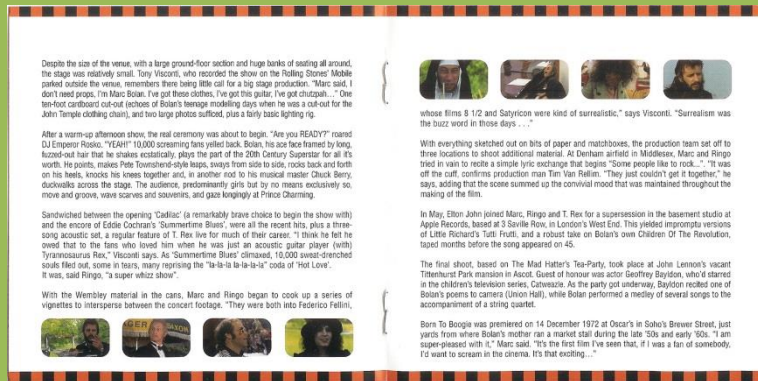 Despite the size of the venue, with a large ground-floor section and huge banks of seating all around,
the stage was relatively small. Tony Visconti, who recorded the show on the Rolling Stones' Mobile
parked outside the venue, remembers there being little call for a big stage production. "Marc said, I
don't need props, I'm Marc Bolan. I've got these clothes, I've got this guitar, I've got chutzpah..." One
ten-foot cardboard cut-out (echoes of Bolan's teenage modelling days when he was a cut-out for the
John Temple clothing chain), and two large photos sufficed, plus a fairly basic lighting rig.
After a warm-up afternoon show, the real ceremony was about to begin. "Are you READY?" roared
DJ Emperor Rosko. "YEAH!" 10,000 screaming fans yelled back. Bolan, his ace face framed by long,
fuzzed-out hair that he shakes ecstatically, plays the part of the 20th Century Superstar for all it's
worth. He points, makes Pete Townshend-style leaps, sways from side to side, rocks back and forth
on his heels, knocks his knees together and, in another nod to his musical master Chuck Berry,
duckwalks across the stage. The audience, predominantly girls but by no means exclusively so,
move and groove, wave scarves and souvenirs, and gaze longingly at Prince Charming.
Sandwiched between the opening 'Cadilac' (a remarkably brave choice to begin the show with)
and the encore of Eddie Cochran's 'Summertime Blues', were all the recent hits, plus a three-
song acoustic set, a regular feature of T. Rex live for much of their career. "I think he felt he
owed that to the fans who loved him when he was just an acoustic guitar player (with)
Tyrannosaurus Rex," Visconti says. As 'Summertime Blues' climaxed, 10,000 sweat-drenched
souls filed out, some in tears, many reprising the "la-la-la-la-la-la-la" coda of 'Hot Love'.
It was, said Ringo, "a super whizz show".
With the Wembley material in the cans, Marc and Ringo began to cook up a series of
vignettes to intersperse between the concert footage. "They were both into Federico Fellini,
whose films 8 1/2 and Satyricon were kind of surrealistic," says Visconti. "Surrealism was
the buzz word in those days . . ."
With everything sketched out on bits of paper and matchboxes, the production team set off to
three locations to shoot additional material. At Denham airfield in Middlesex, Marc and Ringo
tried in vain to recite a simple lyric exchange that begins "Some people like to rock...". "It was
off the cuff, confirms production man Tim Van Rellim. "They just couldn't get it together," he
says, adding that the scene summed up the convivial mood that was maintained throughout the
making of the film.
In May, Elton John joined Marc, Ringo and T. Rex for a supersession in the basement studio at
Apple Records, based at 3 Saville Row, in London's West End. This yielded impromptu versions
of Little Richard's Tutti Frutti, and a robust take on Bolan's own Children Of The Revolution,
taped months before the song appeared on 45.
The final shoot, based on The Mad Hatter's Tea-Party, took place at John Lennon's vacant
Tittenhurst Park mansion in Ascot. Guest of honour was actor Geoffrey Bayldon, who'd starred
in the children's television series, Catweazle. As the party got underway, Bayldon recited one of
Bolan's poems to camera (Union Hall), while Bolan performed a medley of several songs to the
accompaniment of a string quartet.
Born To Boogie was premiered on 14 December 1972 at Oscar's in Soho's Brewer Street, just
yards from where Bolan's mother ran a market stall during the late '50s and early '60s. "I am
super-pleased with it," Marc said. "It's the first film I've seen that, if I was a fan of somebody,
I'd want to scream in the cinema. It's that exciting..."